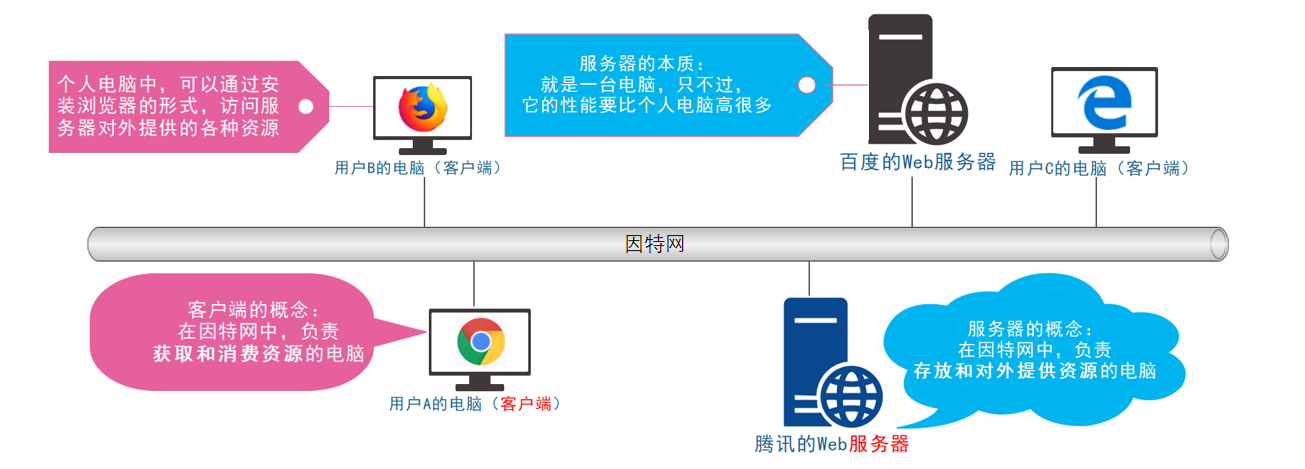 个人电脑中，可以通过安
装浏览器的形式，访问服
务器对外提供的各种资源
用户B的电脑（客户端）
服务器的本质：
就是一台电脑，只不过，
它的性能要比个人电脑高很多
百度的Web服务器
用户C的电脑（客户端）
因特网
客户端的概念：
在因特网中，负责
获取和消费资源的电脑
用户A的电脑（客户端）
服务器的概念：
在因特网中，负责
存放和对外提供资源的电脑
腾讯的Web服务器